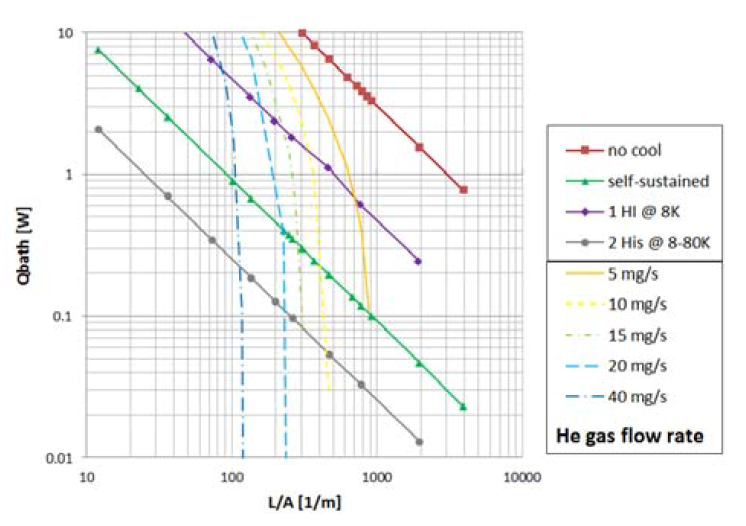 10
1
0.1
0.01
Qbath [W]
10
100
1000
10000
L/A [1/m]
no cool
self-sustained
1 HI @ 8K
2 His @ 8-80K
5 mg/s
10 mg/s
15 mg/s
20 mg/s
40 mg/s
He gas flow rate